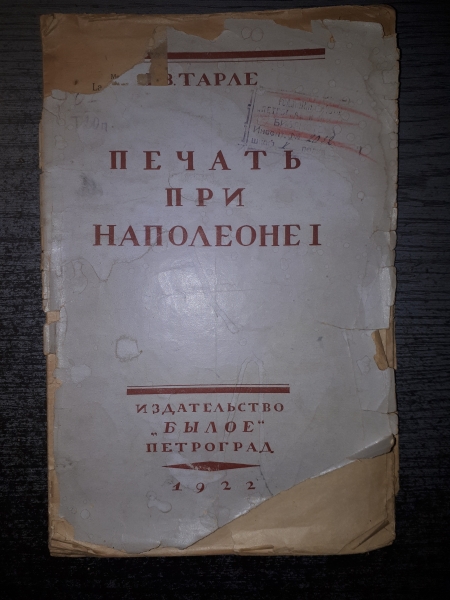 В. ТАРЛЕ
ПЕЧАТЬ
ПРИ
НАПОЛЕОНЕ I
ИЗДАТЕЛЬСТВО
„БЫЛОЕ“
ПЕТРОГРАД
1922